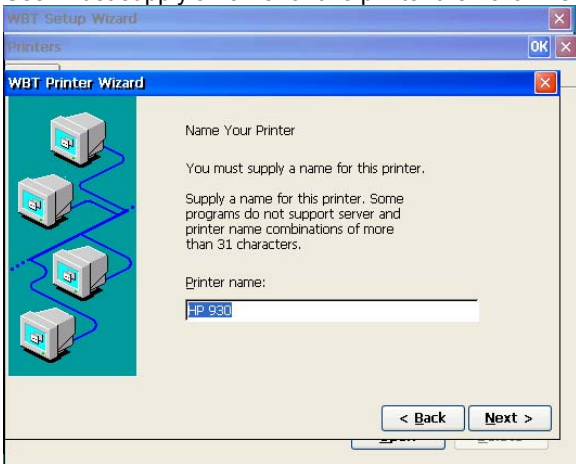 WBT Setup Wizard
Printers
OK
WBT Printer Wizard
Name Your Printer
You must supply a name for this printer.
Supply a name for this printer. Some
programs do not support server and
printer name combinations of more
than 31 characters.
Printer name:
HP 930
< Back
Next >